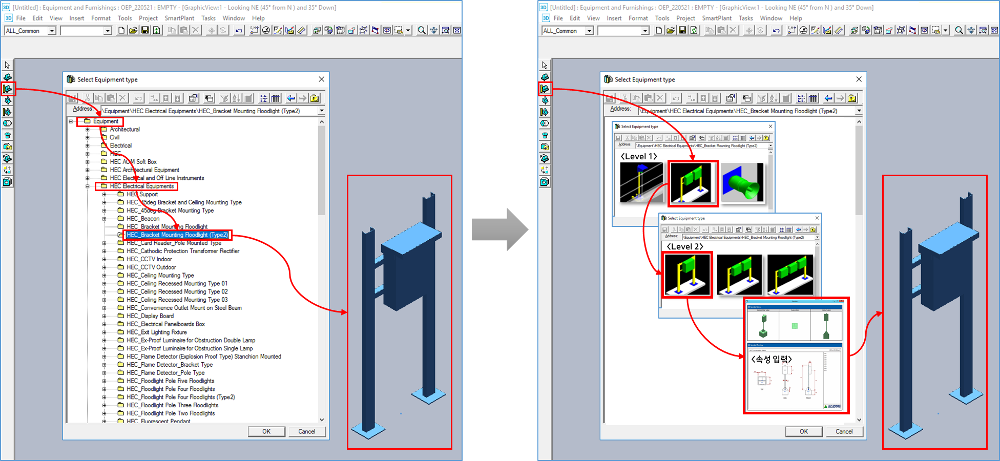 [Untitled] : Equipment and Furnishings : OEP_220521 : EMPTY - [GraphicView:1 - Looking NE (45° from N ) and 35° Down]
File Edit View Insert Format Tools Project SmartPlant Tasks Window Help
ALL_Common
Select Equipment type
Address: \Equipment\HEC Electrical Equipments\HEC_Bracket Mounting Floodlight (Type2)
Equipment
Architectural
Civil
Electrical
HEC
HEC AOM Soft Box
HEC Architectural Equipment
HEC Electrical and Off Line Instruments
HEC Electrical Equipments
HEC Support
HEC_45deg Bracket and Ceiling Mounting Type
HEC_45deg Bracket Mounting Type
HEC_Beacon
HEC_Bracket Mounting Floodlight
HEC_Bracket Mounting Floodlight (Type2)
HEC_Card Reader_Pole Mounted Type
HEC_Cathodic Protection Transformer Rectifier
HEC_CCTV Indoor
HEC_CCTV Outdoor
HEC_Ceiling Mounting Type
HEC_Ceiling Recessed Mounting Type 01
HEC_Ceiling Recessed Mounting Type 02
HEC_Ceiling Recessed Mounting Type 03
HEC_Convenience Outlet Mount on Steel Beam
HEC_Display Board
HEC_Electrical Panelboards Box
HEC_Exit Lighting Fixture
HEC_Ex-Proof Luminaire for Obstruction Double Lamp
HEC_Ex-Proof Luminaire for Obstruction Single Lamp
HEC_Flame Detector (Explosion Proof Type) Stanchion Mounted
HEC_Flame Detector_Bracket Type
HEC_Flame Detector_Pole Type
HEC_Floodlight Pole Five Floodlights
HEC_Floodlight Pole Four Floodlights
HEC_Floodlight Pole Four Floodlights (Type2)
HEC_Floodlight Pole Three Floodlights
HEC_Floodlight Pole Two Floodlights
HEC_Fluorescent Pendant
OK Cancel
[Untitled] : Equipment and Furnishings : OEP_220521 : EMPTY - [GraphicView:1 - Looking NE (45° from N ) and 35° Down]
File Edit View Insert Format Tools Project SmartPlant Tasks Window Help
ALL_Common
Select Equipment type
Address: \Equipment\HEC Electrical Equipments\HEC_Bracket Mounting Floodlight (Type2)
Select Equipment type
Address: \Equipment\HEC Electrical Equipments\HEC_Bracket Mounting Floodlight (Type2)
<Level 1>
Select Equipment type
Address: \Equipment\HEC Electrical Equipments\HEC_Bracket Mounting Floodlight (Type2)
<Level 2>
Preview
3D Symbol View
3D Symbol Preview
<속성 입력>
HYUNDAI
OK Cancel